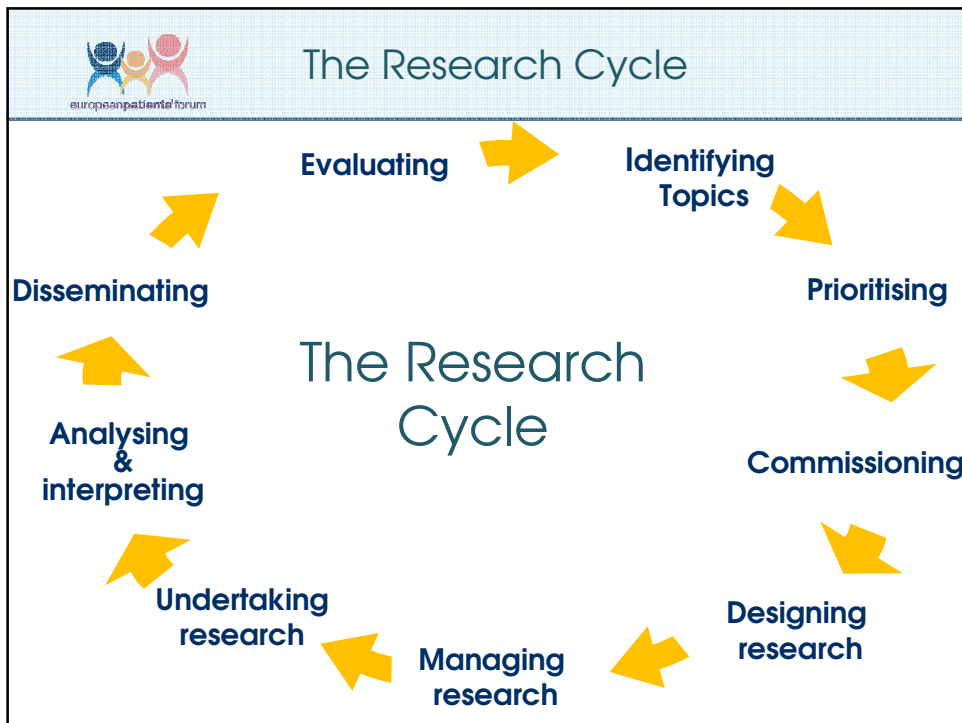 The Research Cycle
europeanpatients'forum
Evaluating
Identifying
Topics
Prioritising
Commissioning
Designing
research
Managing
research
Undertaking
research
Analysing
&
interpreting
Disseminating
The Research
Cycle